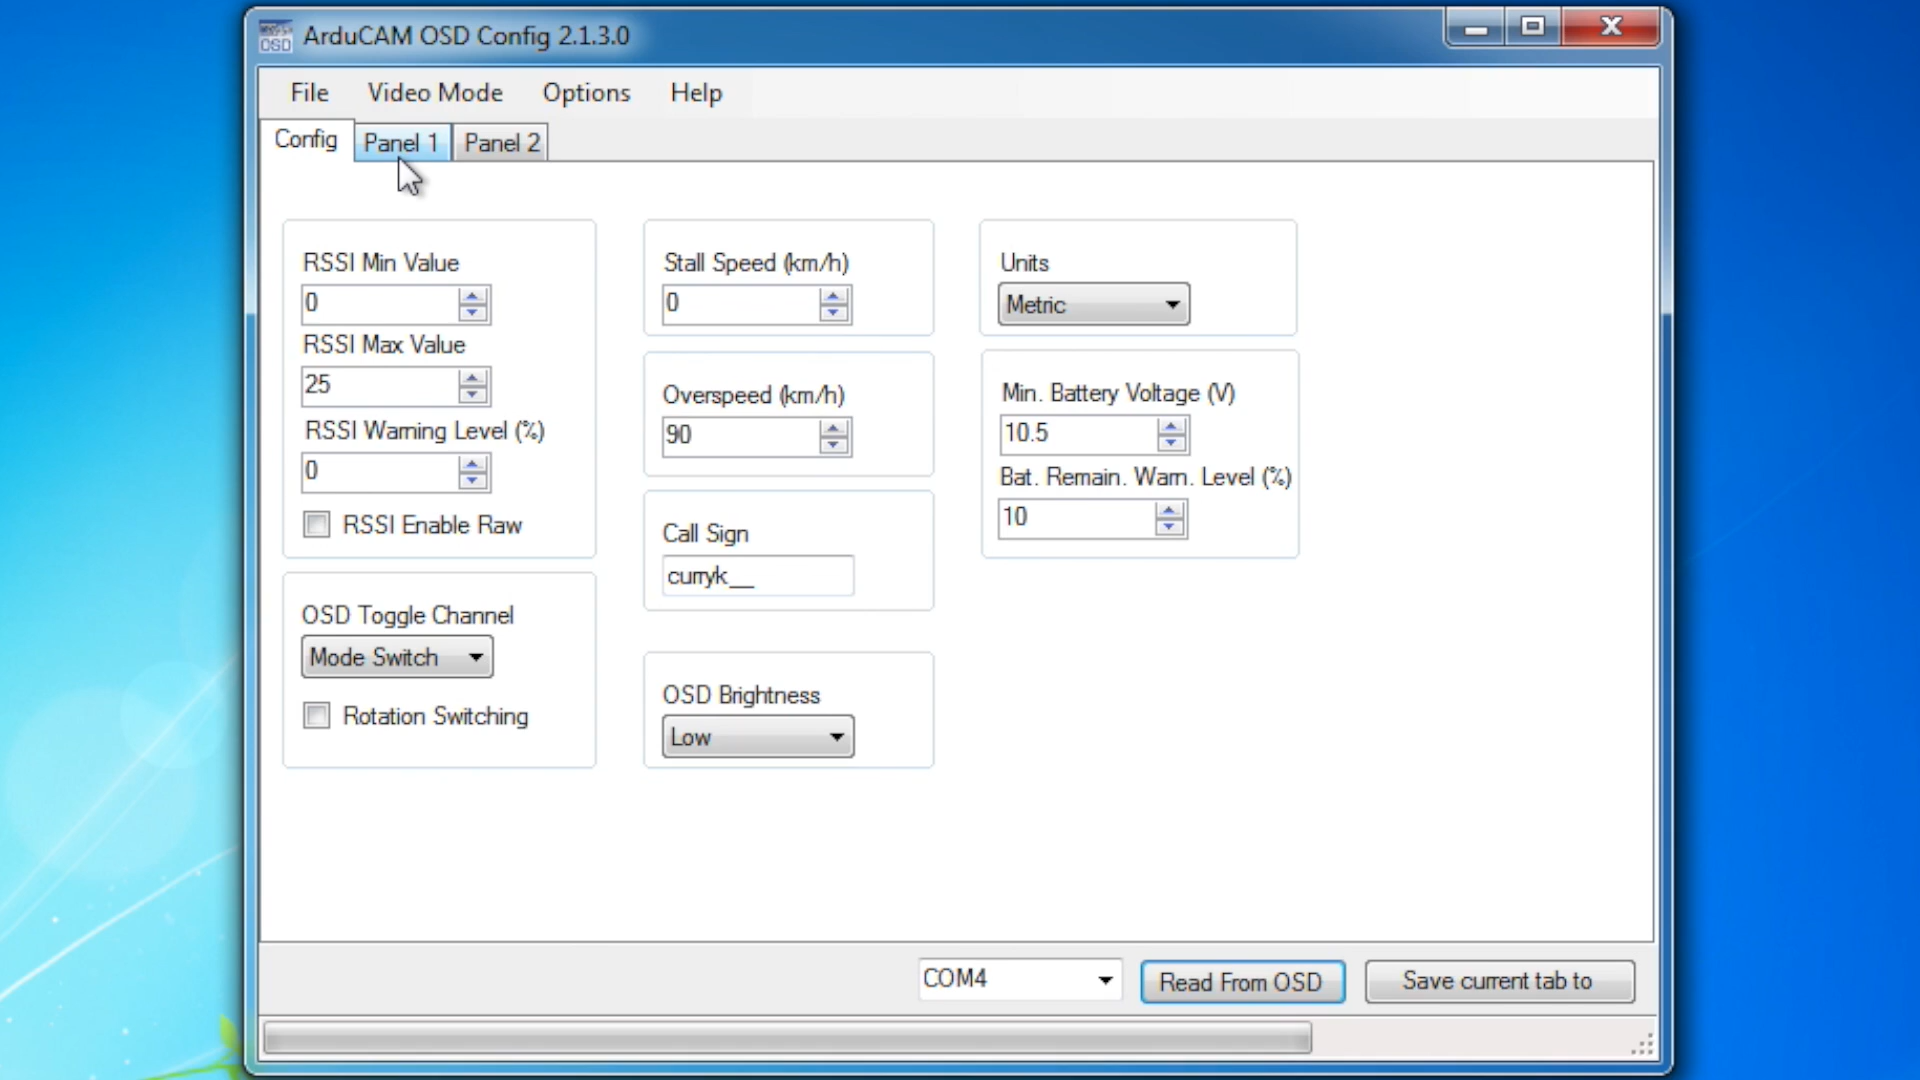 ArduCAM OSD Config 2.1.3.0
OSD
File Video Mode Options Help
Config Panel 1 Panel 2
RSSI Min Value
0
RSSI Max Value
25
RSSI Warning Level (%)
0
RSSI Enable Raw
OSD Toggle Channel
Mode Switch
Rotation Switching
Stall Speed (km/h)
0
Overspeed (km/h)
90
Call Sign
curryk__
OSD Brightness
Low
Units
Metric
Min. Battery Voltage (V)
10.5
Bat. Remain. Warn. Level (%)
10
COM4 Read From OSD Save current tab to